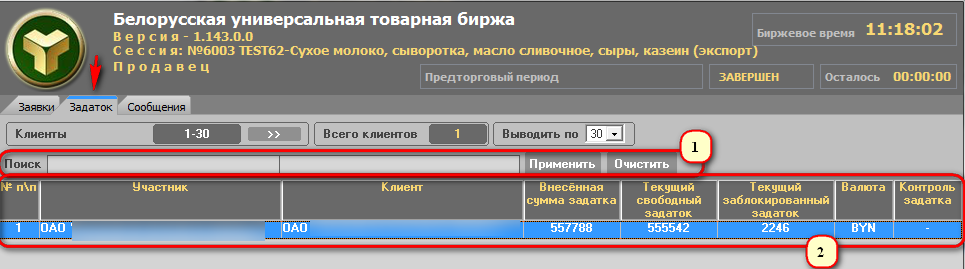 Белорусская универсальная товарная биржа
Версия - 1.143.0.0
Сессия: №6003 TEST62-Сухое молоко, сыворотка, масло сливочное, сыры, казеин (экспорт)
Продавец
Биржевое время 11:18:02
Предторговый период ЗАВЕРШЕН Осталось 00:00:00
Заявки Задаток Сообщения
Клиенты 1-30 >> Всего клиентов 1 Выводить по 30
1
Поиск Применить Очистить
№ п\п Участник Клиент Внесённая сумма задатка Текущий свободный задаток Текущий заблокированный задаток Валюта Контроль задатка
1 ОАО ОАО 557788 555542 2246 BYN -
2